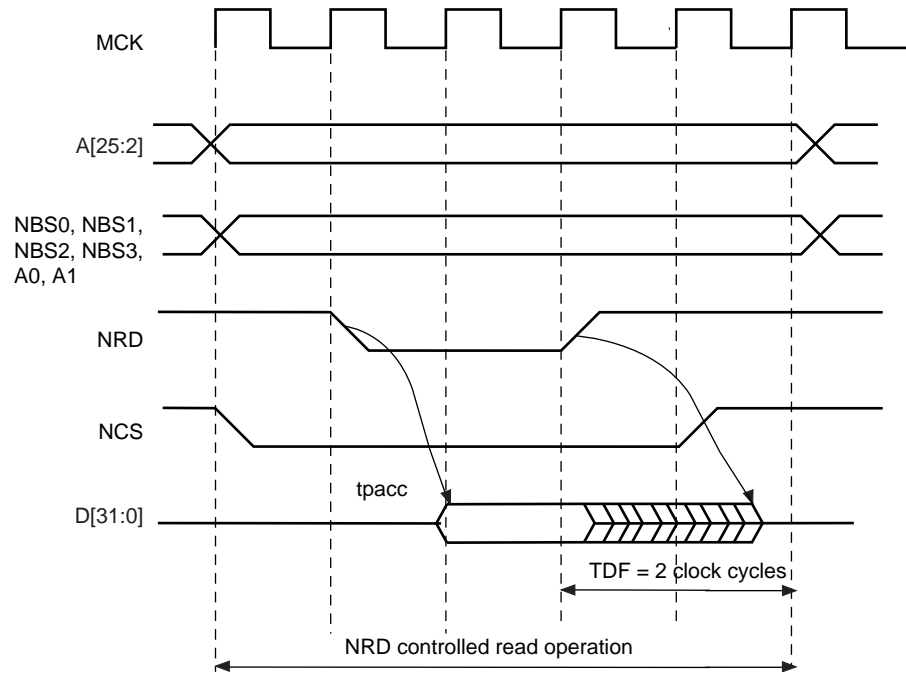 MCK
A[25:2]
NBS0, NBS1,
NBS2, NBS3,
A0, A1
NRD
NCS
tpacc
D[31:0]
TDF = 2 clock cycles
NRD controlled read operation